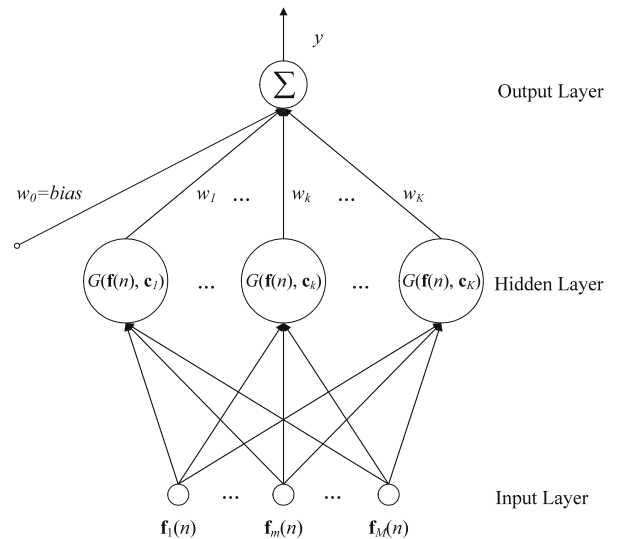 y
Σ
Output Layer
w0=bias
w1 ... wk ... wK
G(f(n), c1) ... G(f(n), ck) ... G(f(n), cK)
Hidden Layer
... ...
Input Layer
f1(n) fm(n) fM(n)